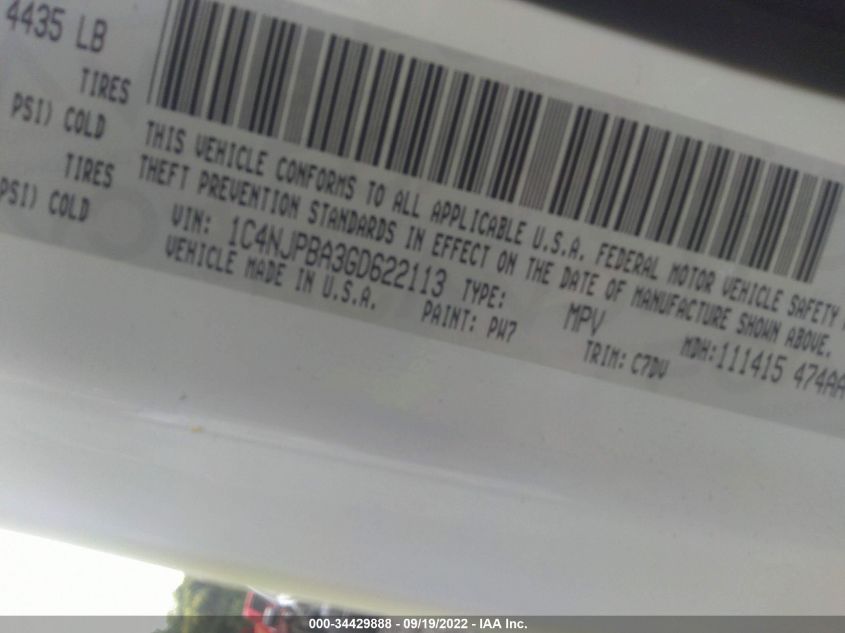 4435 LB
TIRES
PSI) COLD
TIRES
PSI) COLD
THIS VEHICLE CONFORMS TO ALL APPLICABLE U.S.A. FEDERAL MOTOR VEHICLE SAFETY
THEFT PREVENTION STANDARDS IN EFFECT ON THE DATE OF MANUFACTURE SHOWN ABOVE.
VIN: 1C4NJPBA3GD622113 TYPE: MPV MDH:111415 474AA
VEHICLE MADE IN U.S.A. PAINT: PW7 TRIM: C7DV
000-34429888 - 09/19/2022 - IAA Inc.